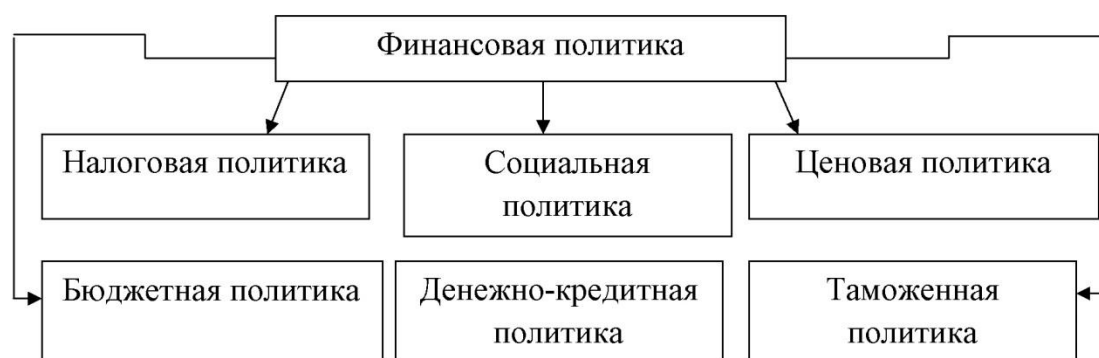 Финансовая политика
Налоговая политика
Социальная
политика
Ценовая политика
Бюджетная политика
Денежно-кредитная
политика
Таможенная
политика